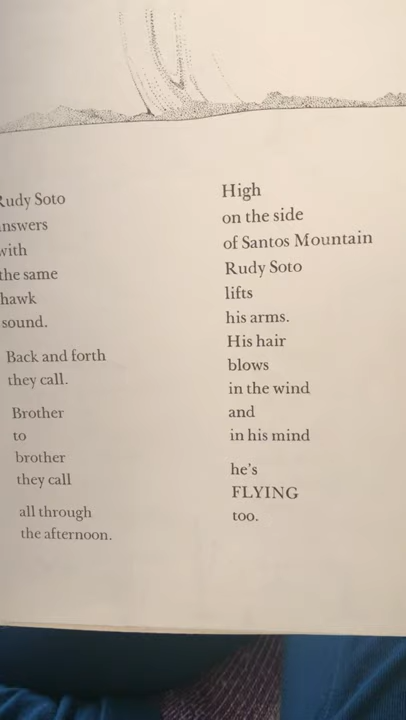 Rudy Soto
answers
with
the same
hawk
sound.
Back and forth
they call.
Brother
to
brother
they call
all through
the afternoon.
High
on the side
of Santos Mountain
Rudy Soto
lifts
his arms.
His hair
blows
in the wind
and
in his mind
he's
FLYING
too.